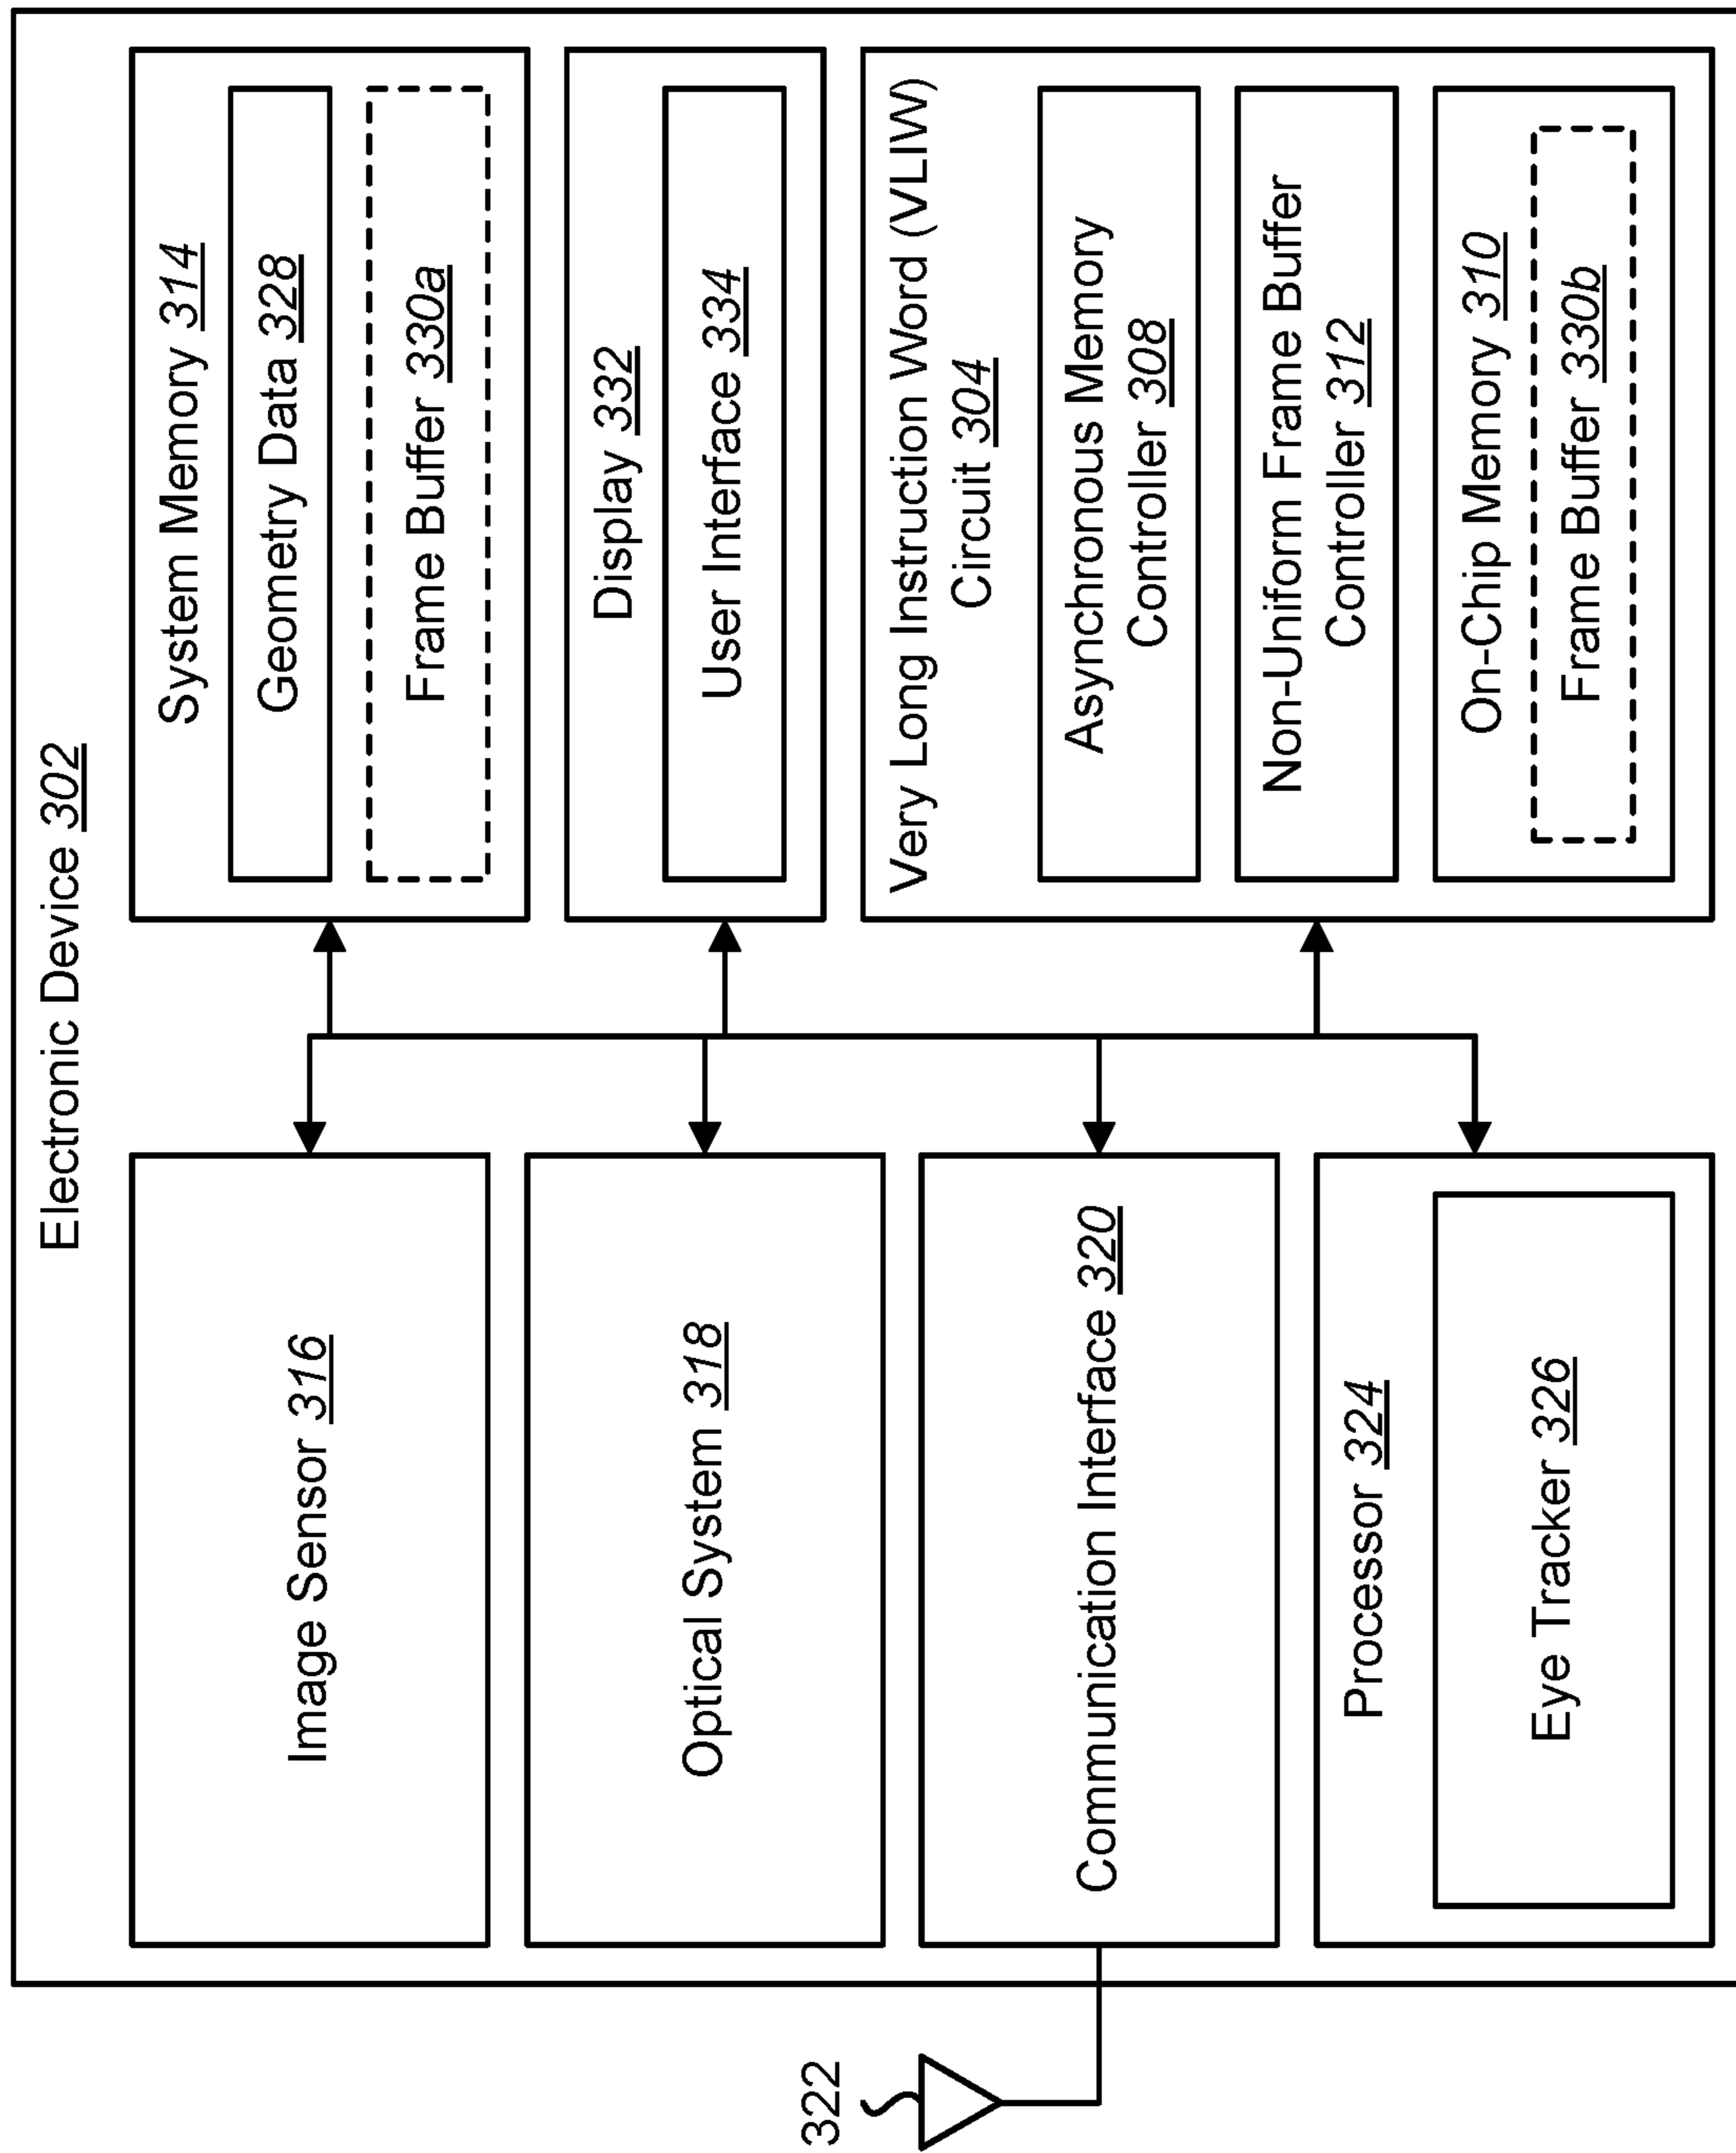 Electronic Device 302
Image Sensor 316
Optical System 318
Communication Interface 320
Processor 324
Eye Tracker 326
322
System Memory 314
Geometry Data 328
Frame Buffer 330a
Display 332
User Interface 334
Very Long Instruction Word (VLIW)
Circuit 304
Asynchronous Memory
Controller 308
Non-Uniform Frame Buffer
Controller 312
On-Chip Memory 310
Frame Buffer 330b